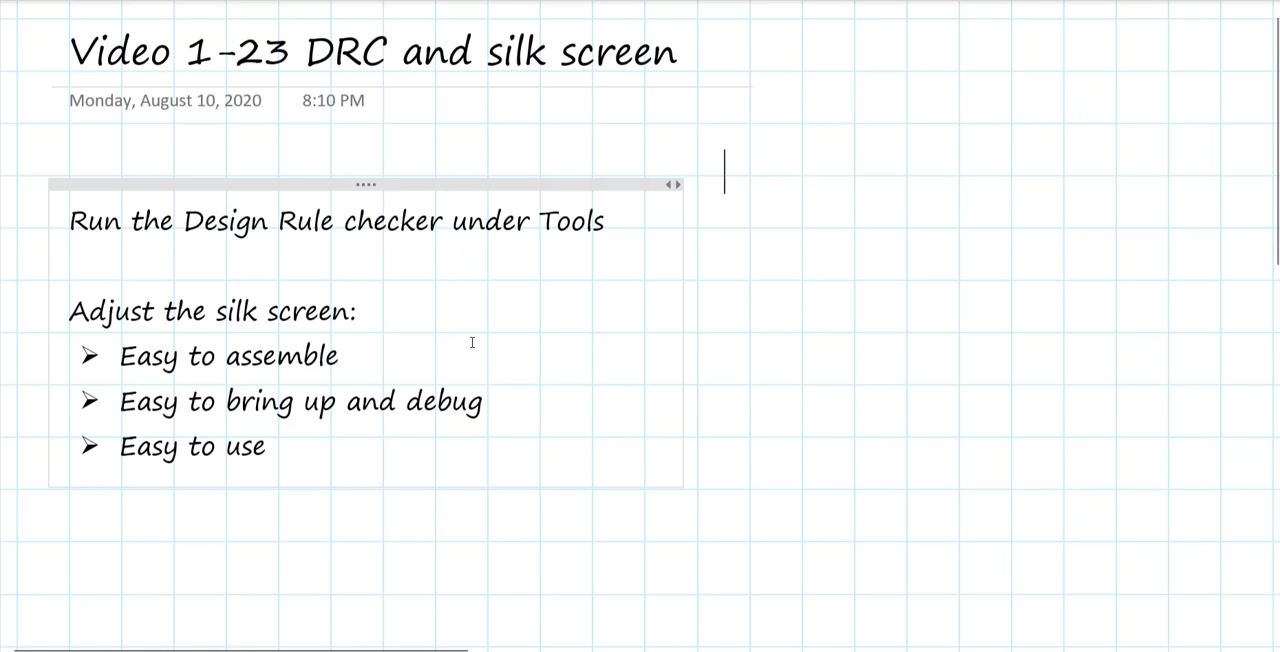 Video 1-23 DRC and silk screen
Monday, August 10, 2020 8:10 PM
Run the Design Rule checker under Tools
Adjust the silk screen:
➢ Easy to assemble
➢ Easy to bring up and debug
➢ Easy to use